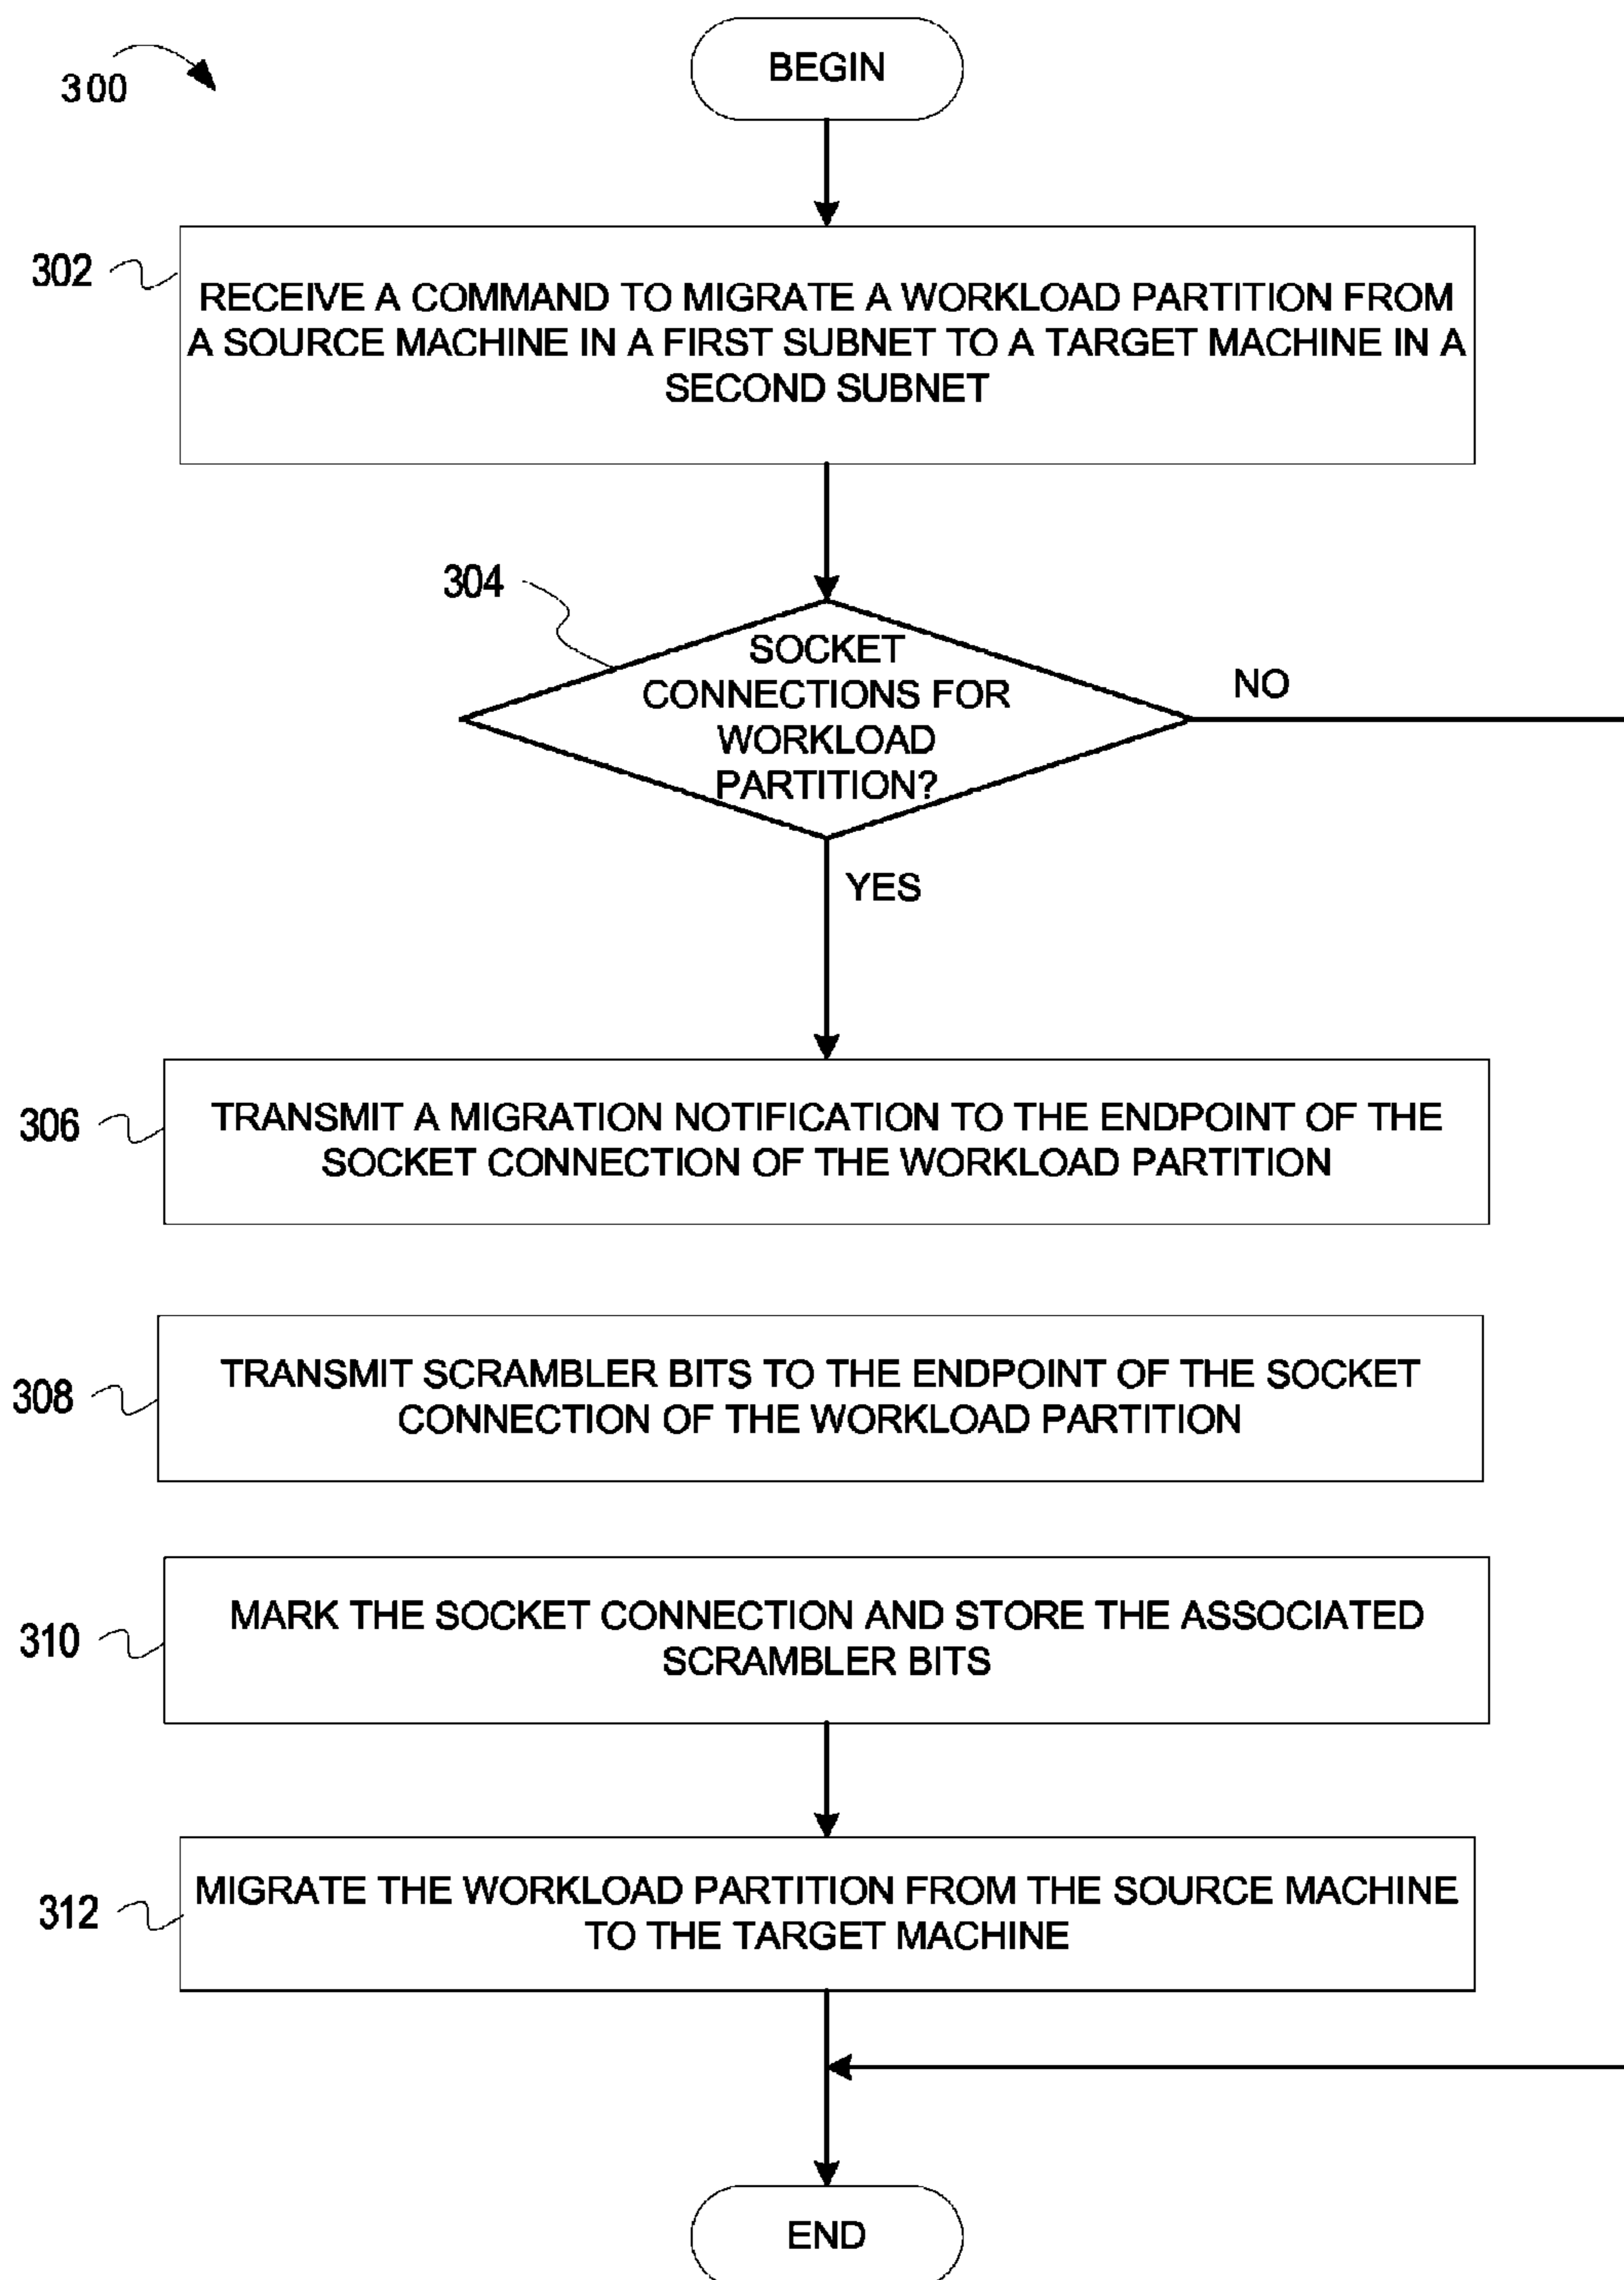 300
BEGIN
302
RECEIVE A COMMAND TO MIGRATE A WORKLOAD PARTITION FROM
A SOURCE MACHINE IN A FIRST SUBNET TO A TARGET MACHINE IN A
SECOND SUBNET
304
SOCKET
CONNECTIONS FOR
WORKLOAD
PARTITION?
NO
YES
306
TRANSMIT A MIGRATION NOTIFICATION TO THE ENDPOINT OF THE
SOCKET CONNECTION OF THE WORKLOAD PARTITION
308
TRANSMIT SCRAMBLER BITS TO THE ENDPOINT OF THE SOCKET
CONNECTION OF THE WORKLOAD PARTITION
310
MARK THE SOCKET CONNECTION AND STORE THE ASSOCIATED
SCRAMBLER BITS
312
MIGRATE THE WORKLOAD PARTITION FROM THE SOURCE MACHINE
TO THE TARGET MACHINE
END